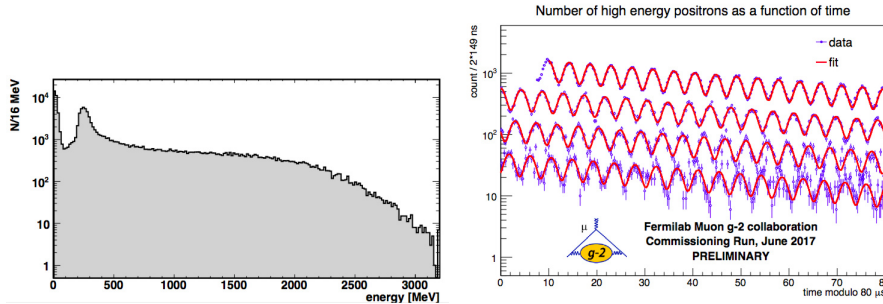 N/16 MeV
10⁴
10³
10²
10
1
0 500 1000 1500 2000 2500 3000
energy [MeV]
Number of high energy positrons as a function of time
count / 2*149 ns
data
fit
10³
10²
10
1
μ
g-2
Fermilab Muon g-2 collaboration
Commissioning Run, June 2017
PRELIMINARY
0 10 20 30 40 50 60 70 80
time modulo 80 μs